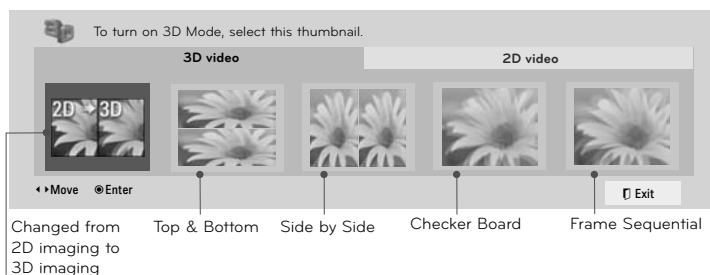 To turn on 3D Mode, select this thumbnail.
3D video
2D video
2D 3D
Move Enter
Exit
Changed from
2D imaging to
3D imaging
Top & Bottom
Side by Side
Checker Board
Frame Sequential